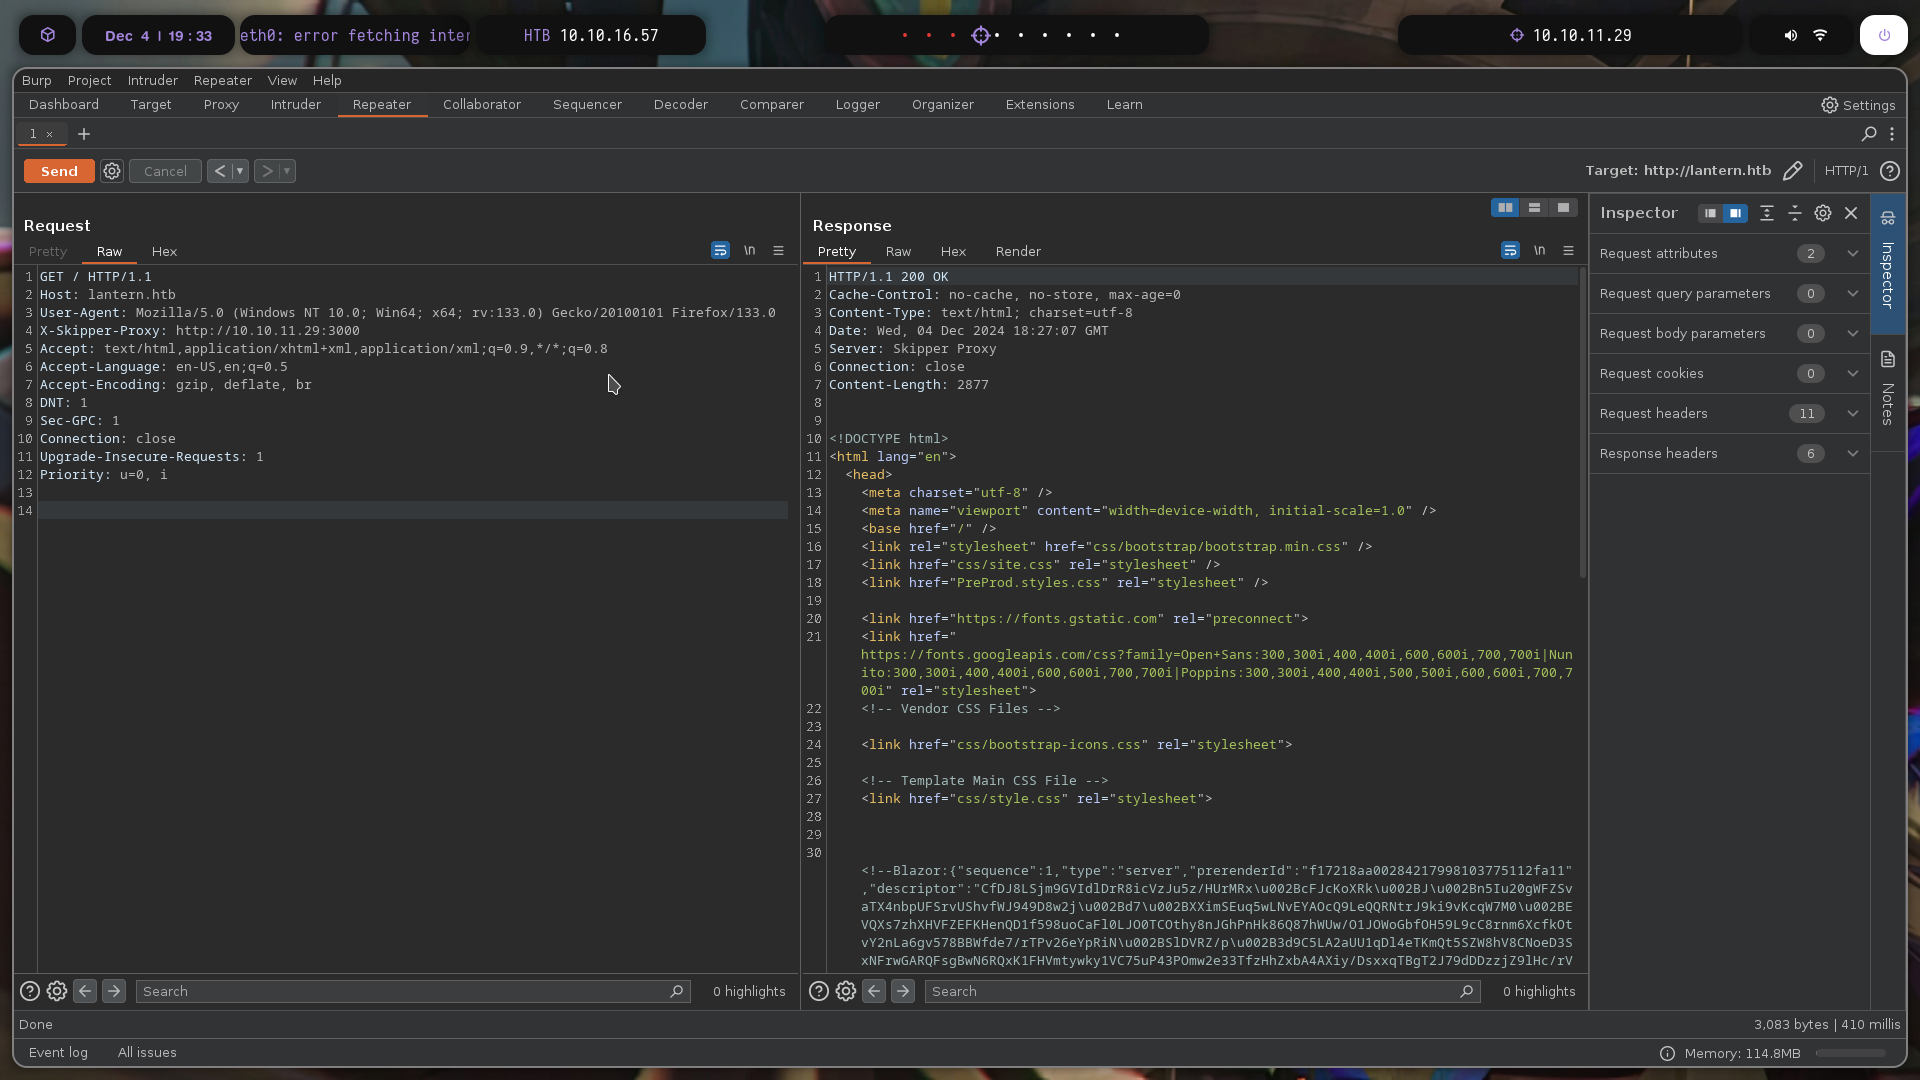 Dec 4 | 19:33
eth0: error fetching inter
HTB 10.10.16.57
10.10.11.29
Burp Project Intruder Repeater View Help
Dashboard Target Proxy Intruder Repeater Collaborator Sequencer Decoder Comparer Logger Organizer Extensions Learn Settings
1 × +
Send Cancel < > Target: http://lantern.htb HTTP/1 ?
Request
Pretty Raw Hex \n
1 GET / HTTP/1.1
2 Host: lantern.htb
3 User-Agent: Mozilla/5.0 (Windows NT 10.0; Win64; x64; rv:133.0) Gecko/20100101 Firefox/133.0
4 X-Skipper-Proxy: http://10.10.11.29:3000
5 Accept: text/html,application/xhtml+xml,application/xml;q=0.9,*/*;q=0.8
6 Accept-Language: en-US,en;q=0.5
7 Accept-Encoding: gzip, deflate, br
8 DNT: 1
9 Sec-GPC: 1
10 Connection: close
11 Upgrade-Insecure-Requests: 1
12 Priority: u=0, i
13
14
Search 0 highlights
Response
Pretty Raw Hex Render \n
1 HTTP/1.1 200 OK
2 Cache-Control: no-cache, no-store, max-age=0
3 Content-Type: text/html; charset=utf-8
4 Date: Wed, 04 Dec 2024 18:27:07 GMT
5 Server: Skipper Proxy
6 Connection: close
7 Content-Length: 2877
8
9
10 <!DOCTYPE html>
11 <html lang="en">
12 <head>
13 <meta charset="utf-8" />
14 <meta name="viewport" content="width=device-width, initial-scale=1.0" />
15 <base href="/" />
16 <link rel="stylesheet" href="css/bootstrap/bootstrap.min.css" />
17 <link href="css/site.css" rel="stylesheet" />
18 <link href="PreProd.styles.css" rel="stylesheet" />
19
20 <link href="https://fonts.gstatic.com" rel="preconnect">
21 <link href="
https://fonts.googleapis.com/css?family=Open+Sans:300,300i,400,400i,600,600i,700,700i|Nun
ito:300,300i,400,400i,600,600i,700,700i|Poppins:300,300i,400,400i,500,500i,600,600i,700,7
00i" rel="stylesheet">
22 <!-- Vendor CSS Files -->
23
24 <link href="css/bootstrap-icons.css" rel="stylesheet">
25
26 <!-- Template Main CSS File -->
27 <link href="css/style.css" rel="stylesheet">
28
29
30
<!--Blazor:{"sequence":1,"type":"server","prerenderId":"f17218aa00284217998103775112fa11"
,"descriptor":"CfDJ8LSjm9GVIdlDrR8icVzJu5z/HUrMRx\u002BcFJcKoXRk\u002BJ\u002Bn5Iu20gWFZSv
aTX4nbpUFSrvUShvfWJ949D8w2j\u002Bd7\u002BXXimSEuq5wLNvEYAOcQ9LeQQRNtrJ9ki9vKcqW7M0\u002BE
VQXs7zhXHVFZEFKHenQD1f598uoCaFl0LJO0TCOthy8nJGhPnHk86Q87hWUw/O1JOWoGbfOH59L9cC8rnm6XcfkOt
vY2nLa6gv578BBWfde7/rTPv26eYpRiN\u002BSlDVRZ/p\u002B3d9C5LA2aUU1qDl4eTKmQt5SZW8hV8CNoeD3S
xNFrwGARQFsgBwN6RQxK1FHVmtywky1VC75uP43POmw2e33TfzHhZxbA4AXiy/DsxxqTBgT2J79dDDzzjZ9lHc/rV
Search 0 highlights
Inspector
Request attributes 2
Request query parameters 0
Request body parameters 0
Request cookies 0
Request headers 11
Response headers 6
Inspector
Notes
Done 3,083 bytes | 410 millis
Event log All issues Memory: 114.8MB